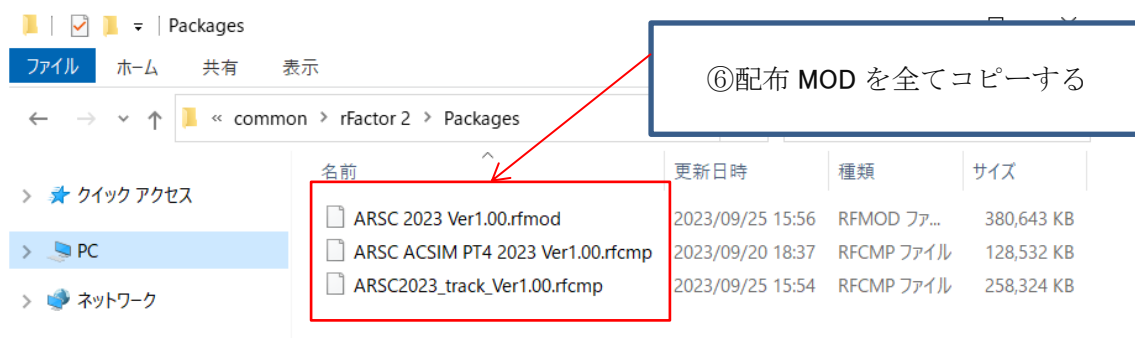 Packages
ファイル ホーム 共有 表示
⑥配布 MOD を全てコピーする
« common > rFactor 2 > Packages
名前 更新日時 種類 サイズ
クイック アクセス
ARSC 2023 Ver1.00.rfmod 2023/09/25 15:56 RFMOD ファ... 380,643 KB
PC
ARSC ACSIM PT4 2023 Ver1.00.rfcmp 2023/09/20 18:37 RFCMP ファイル 128,532 KB
ARSC2023_track_Ver1.00.rfcmp 2023/09/25 15:54 RFCMP ファイル 258,324 KB
ネットワーク